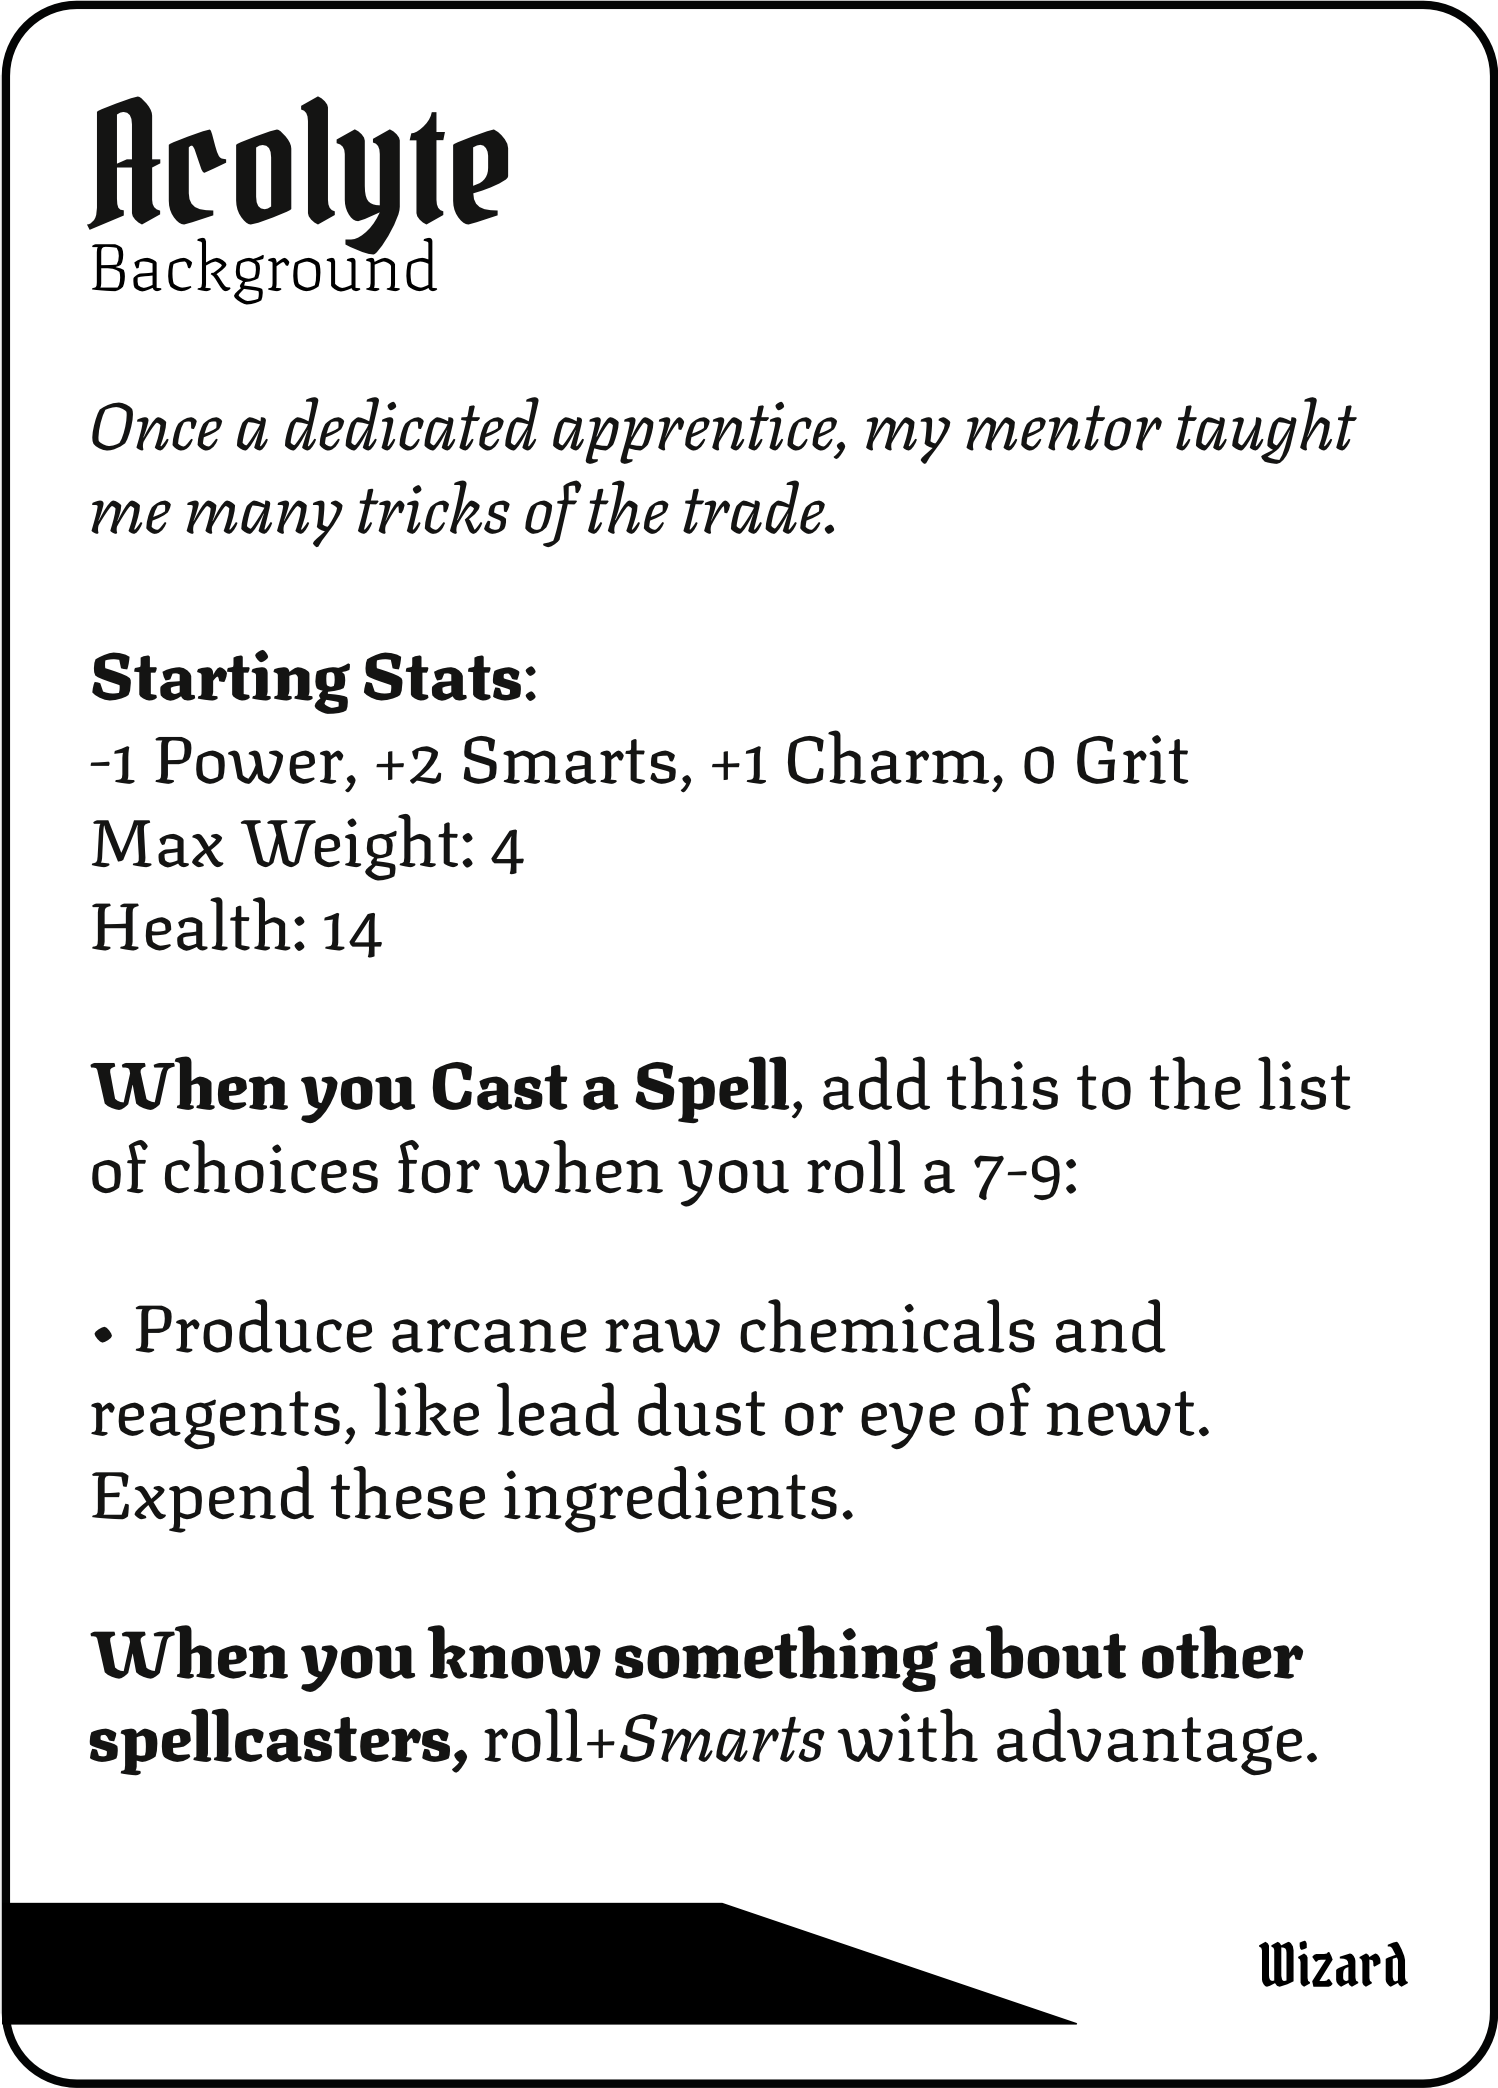 Acolyte
Background
Once a dedicated apprentice, my mentor taught
me many tricks of the trade.
Starting Stats:
-1 Power, +2 Smarts, +1 Charm, 0 Grit
Max Weight: 4
Health: 14
When you Cast a Spell, add this to the list
of choices for when you roll a 7-9:
• Produce arcane raw chemicals and
reagents, like lead dust or eye of newt.
Expend these ingredients.
When you know something about other
spellcasters, roll+Smarts with advantage.
Wizard